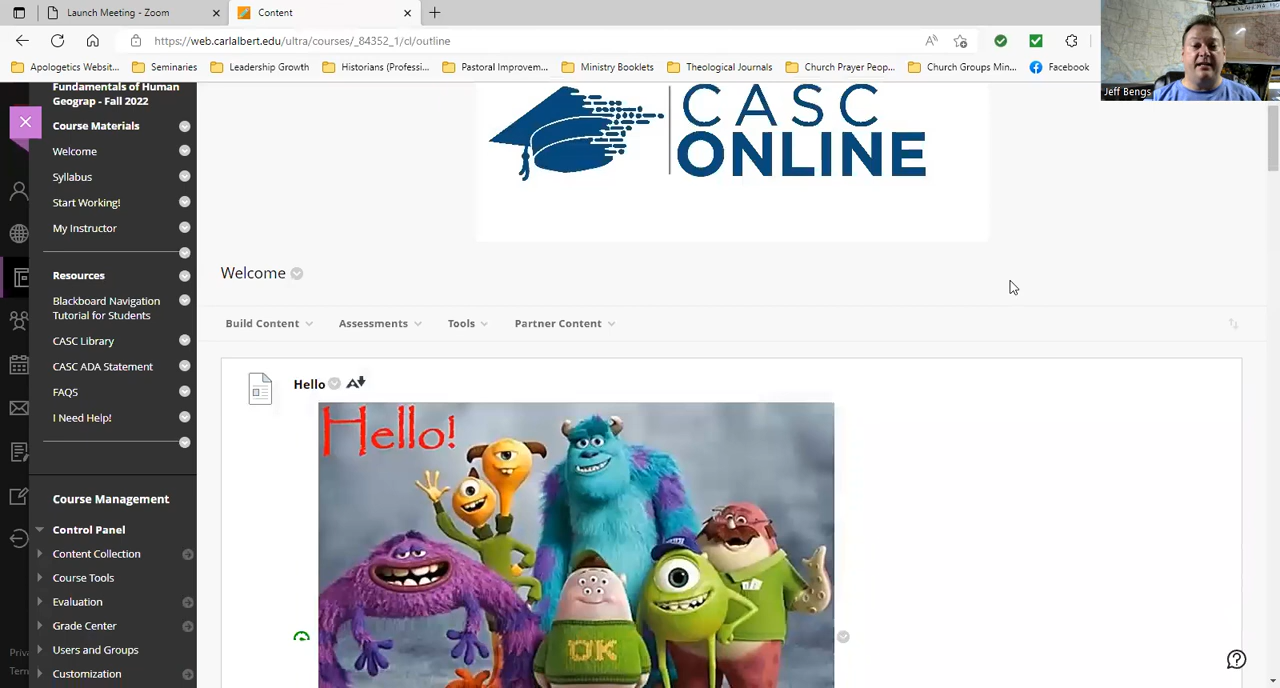 Launch Meeting - Zoom
Content
https://web.carlalbert.edu/ultra/courses/_84352_1/cl/outline
Apologetics Websit...
Seminaries
Leadership Growth
Historians (Professi...
Pastor Improvem...
Ministry Booklets
Theological Journals
Church Prayer Peop...
Church Groups Min...
Facebook
Jeff Bengs
Fundamentals of Human
Geograp - Fall 2022
Course Materials
Welcome
Syllabus
Start Working!
My Instructor
Resources
Blackboard Navigation
Tutorial for Students
CASC Library
CASC ADA Statement
FAQS
I Need Help!
Course Management
Control Panel
Content Collection
Course Tools
Evaluation
Grade Center
Users and Groups
Customization
Priv
Term
CASC
ONLINE
Welcome
Build Content
Assessments
Tools
Partner Content
Hello
Hello!
OK